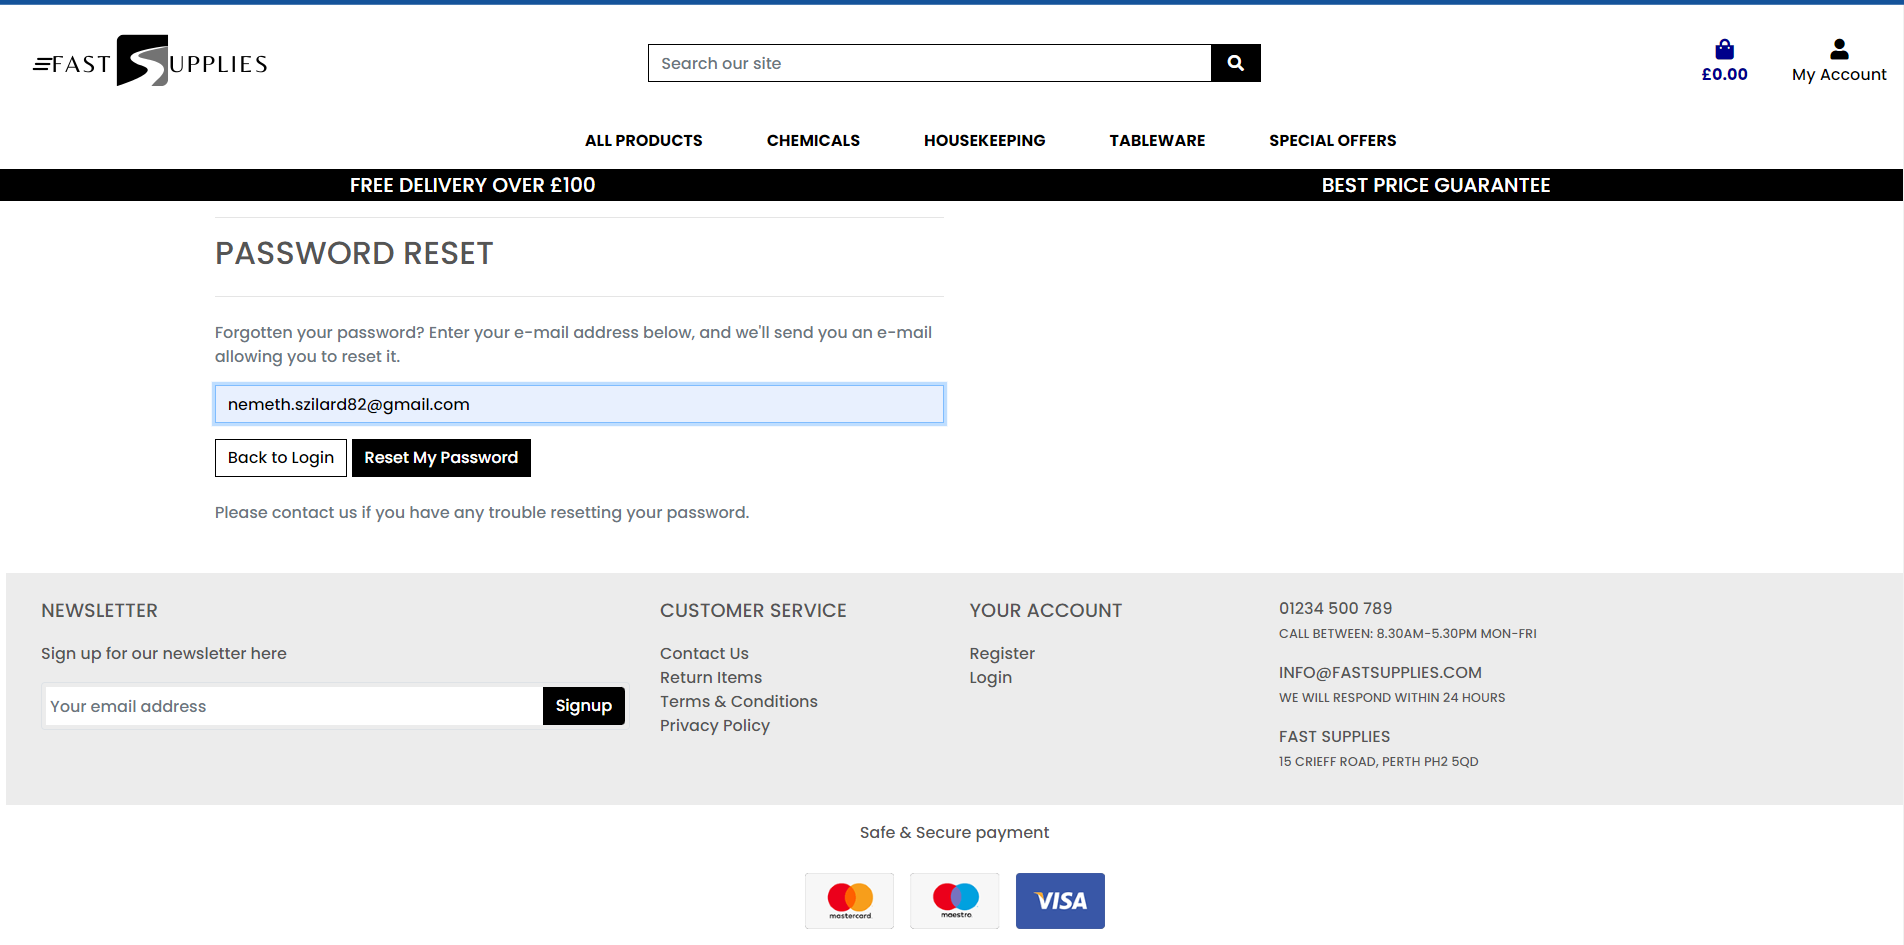 FAST SUPPLIES
Search our site
£0.00
My Account
ALL PRODUCTS
CHEMICALS
HOUSEKEEPING
TABLEWARE
SPECIAL OFFERS
FREE DELIVERY OVER £100
BEST PRICE GUARANTEE
PASSWORD RESET
Forgotten your password? Enter your e-mail address below, and we'll send you an e-mail
allowing you to reset it.
nemeth.szilard82@gmail.com
Back to Login
Reset My Password
Please contact us if you have any trouble resetting your password.
NEWSLETTER
Sign up for our newsletter here
Your email address
Signup
CUSTOMER SERVICE
Contact Us
Return Items
Terms & Conditions
Privacy Policy
YOUR ACCOUNT
Register
Login
01234 500 789
CALL BETWEEN: 8.30AM-5.30PM MON-FRI
INFO@FASTSUPPLIES.COM
WE WILL RESPOND WITHIN 24 HOURS
FAST SUPPLIES
15 CRIEFF ROAD, PERTH PH2 5QD
Safe & Secure payment
mastercard
maestro
VISA